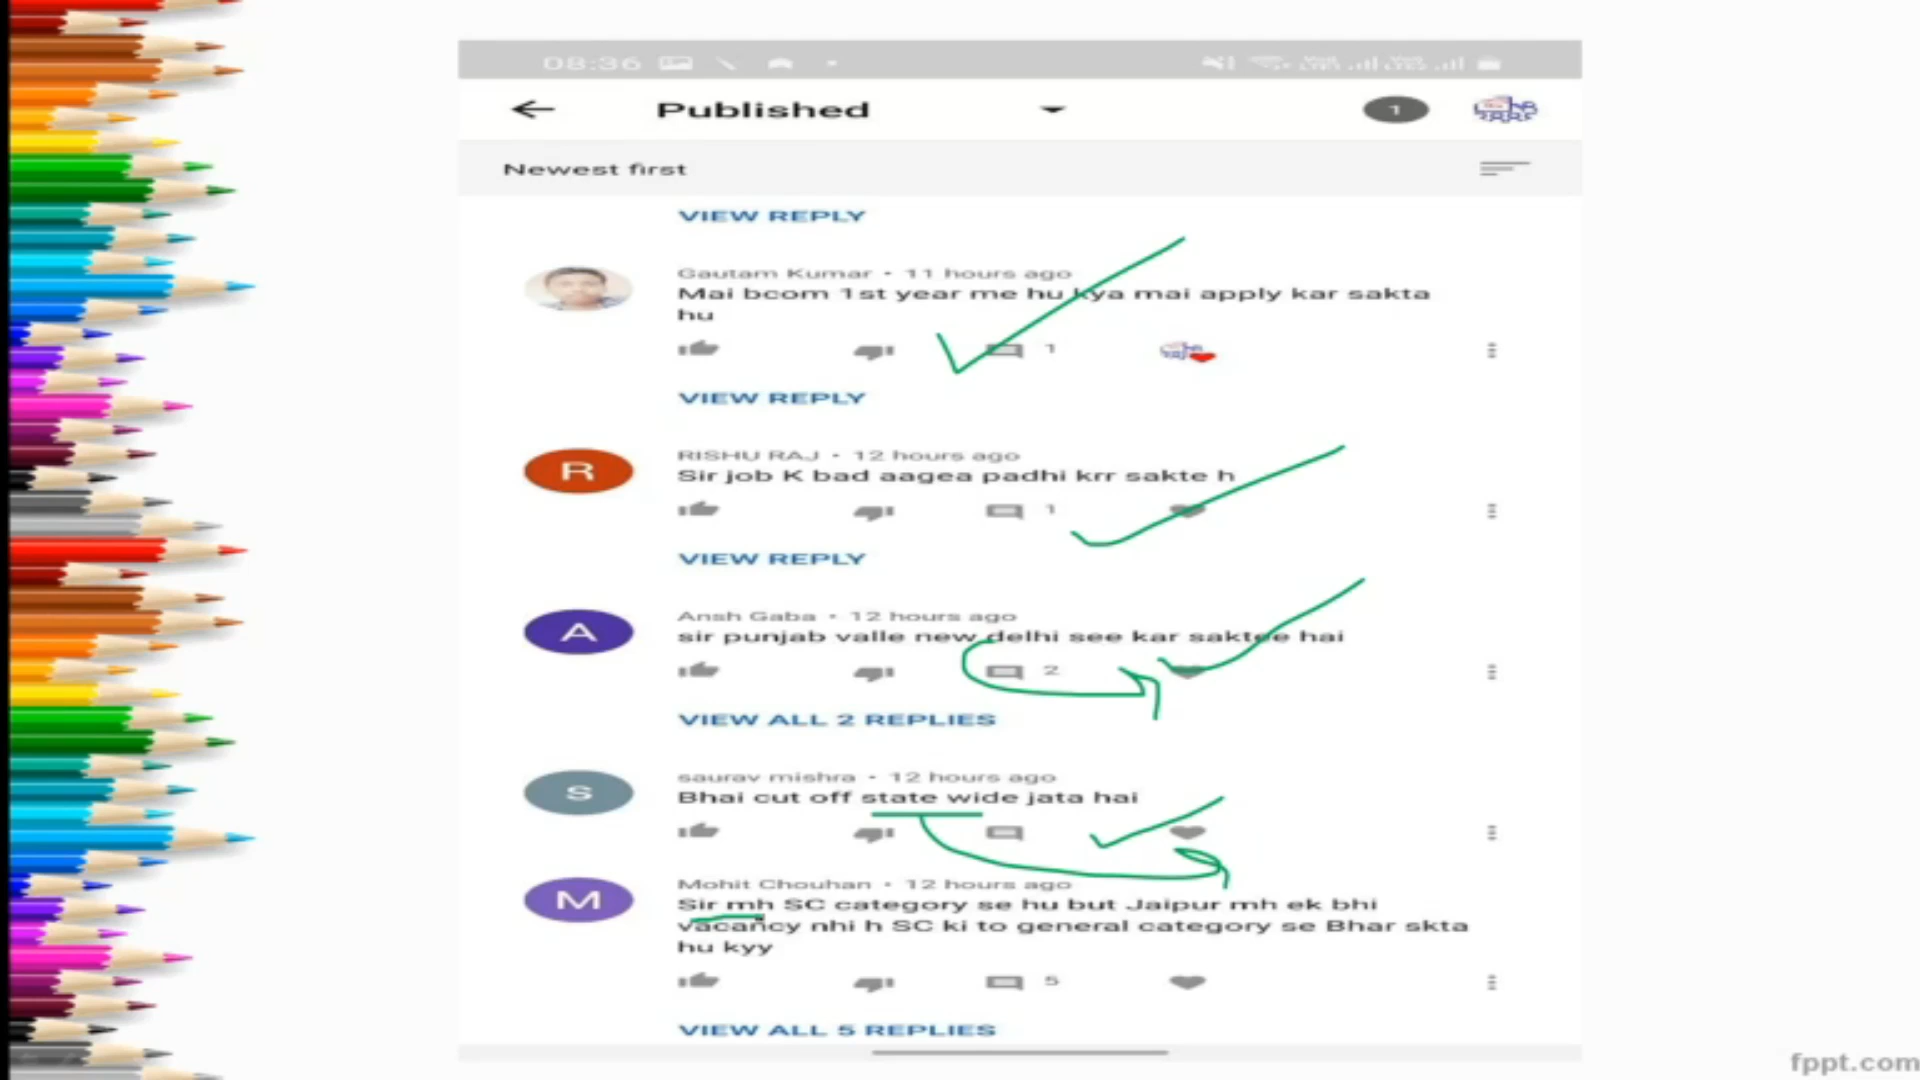 08:36
Published
1
Newest first
VIEW REPLY
Gautam Kumar • 11 hours ago
Mai bcom 1st year me hu kya mai apply kar sakta
hu
1
VIEW REPLY
R
RISHU RAJ • 12 hours ago
Sir job K bad aagea padhi krr sakte h
1
VIEW REPLY
A
Ansh Gaba • 12 hours ago
sir punjab valle new delhi see kar saktee hai
2
VIEW ALL 2 REPLIES
S
saurav mishra • 12 hours ago
Bhai cut off state wide jata hai
M
Mohit Chouhan • 12 hours ago
Sir mh SC category se hu but Jaipur mh ek bhi
vacancy nhi h SC ki to general category se Bhar skta
hu kyy
5
VIEW ALL 5 REPLIES
fppt.com